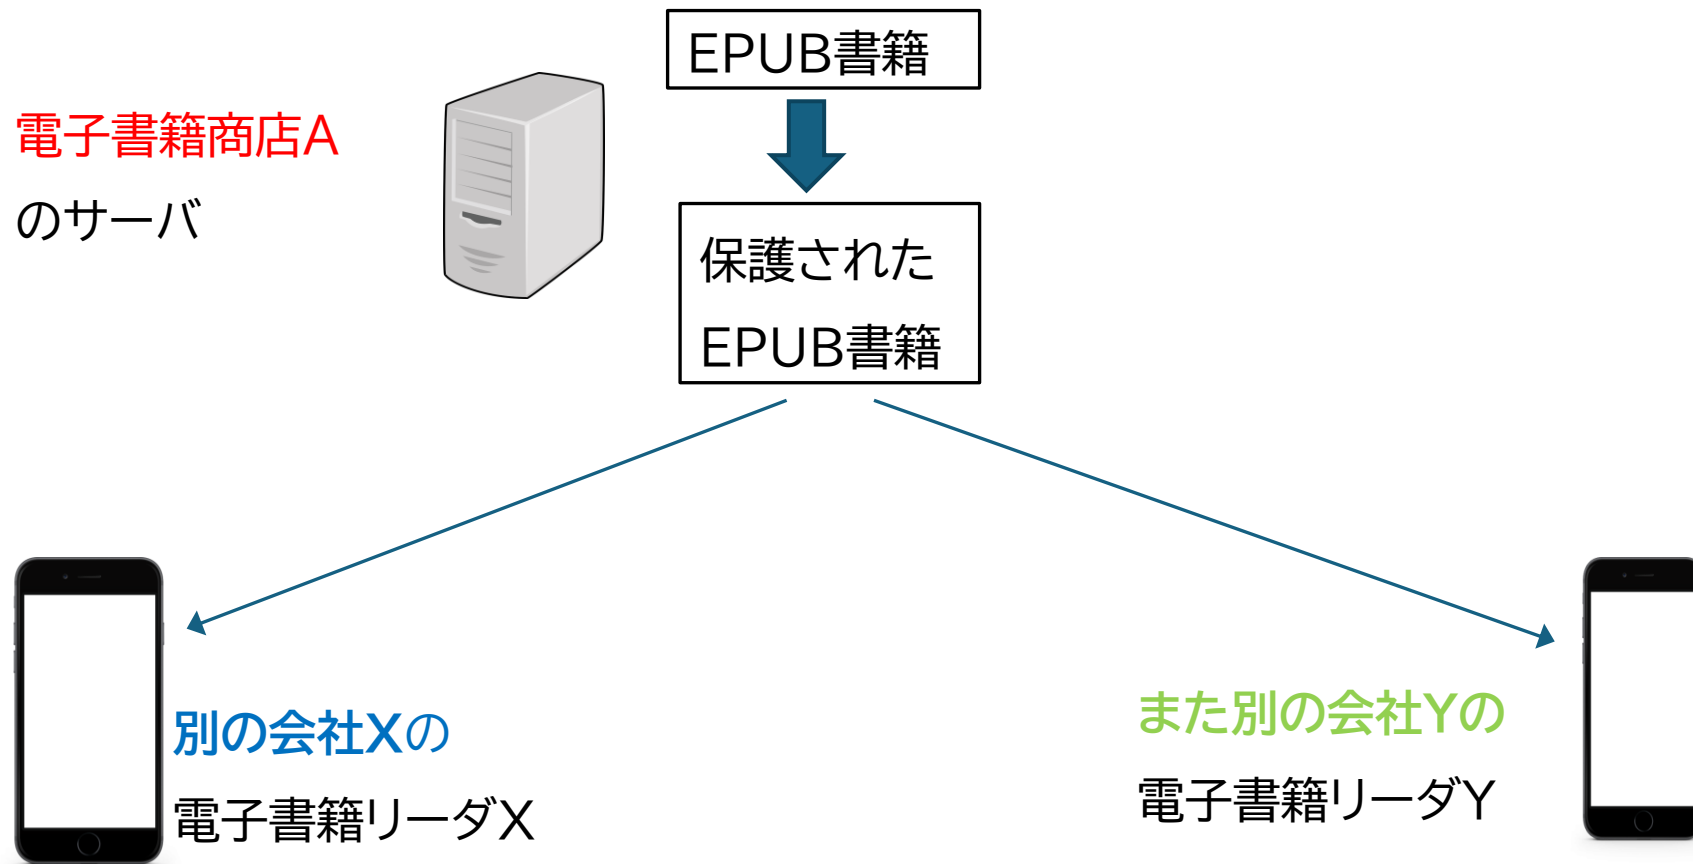 EPUB書籍
電子書籍商店A
のサーバ
保護された
EPUB書籍
別の会社Xの
電子書籍リーダX
また別の会社Yの
電子書籍リーダY